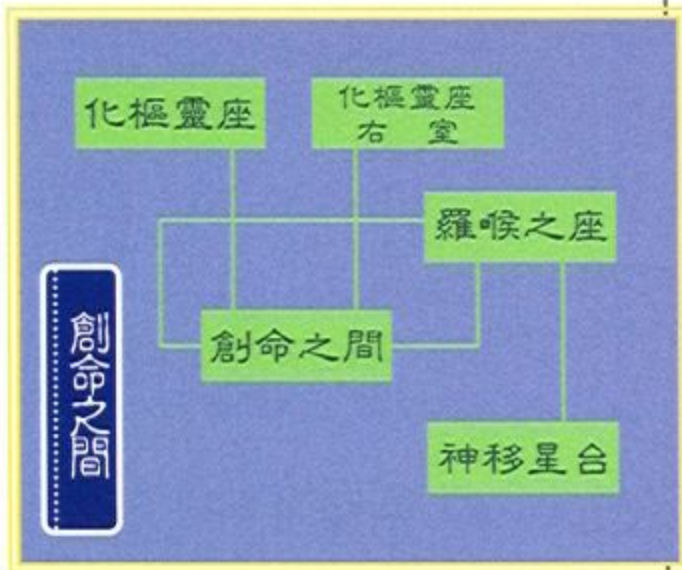 化樞靈座
化樞靈座
右 室
羅睺之座
創命之間
創命之間
神移星台